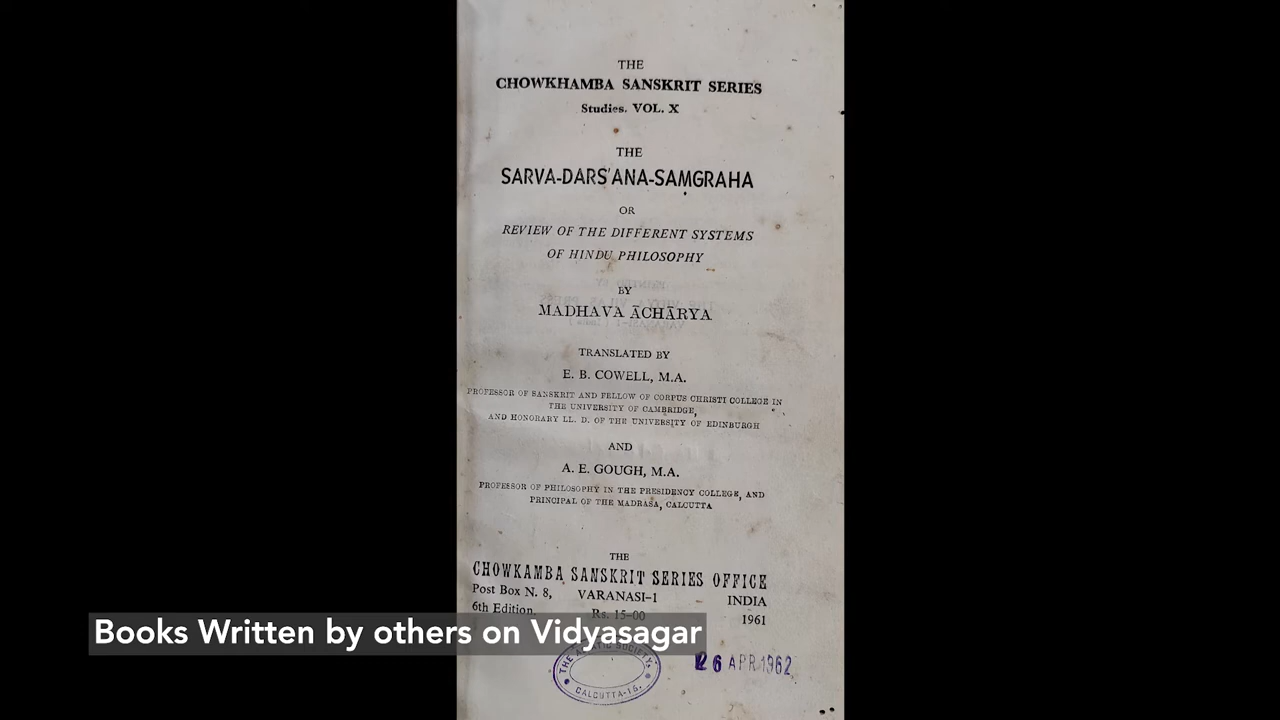 THE
CHOWKHAMBA SANSKRIT SERIES
Studies. VOL. X
THE
SARVA-DARS'ANA-SAṂGRAHA
OR
REVIEW OF THE DIFFERENT SYSTEMS
OF HINDU PHILOSOPHY
BY
MADHAVA ĀCHĀRYA
TRANSLATED BY
E. B. COWELL, M.A.
PROFESSOR OF SANSKRIT AND FELLOW OF CORPUS CHRISTI COLLEGE IN
THE UNIVERSITY OF CAMBRIDGE,
AND HONORARY LL. D. OF THE UNIVERSITY OF EDINBURGH
AND
A. E. GOUGH, M.A.
PROFESSOR OF PHILOSOPHY IN THE PRESIDENCY COLLEGE, AND
PRINCIPAL OF THE MADRASA, CALCUTTA
THE
CHOWKAMBA SANSKRIT SERIES OFFICE
Post Box N. 8, VARANASI-1 INDIA
6th Edition. Rs. 15-00 1961
Books Written by others on Vidyasagar
THE ASIATIC SOCIETY
CALCUTTA-16.
26 APR 1962